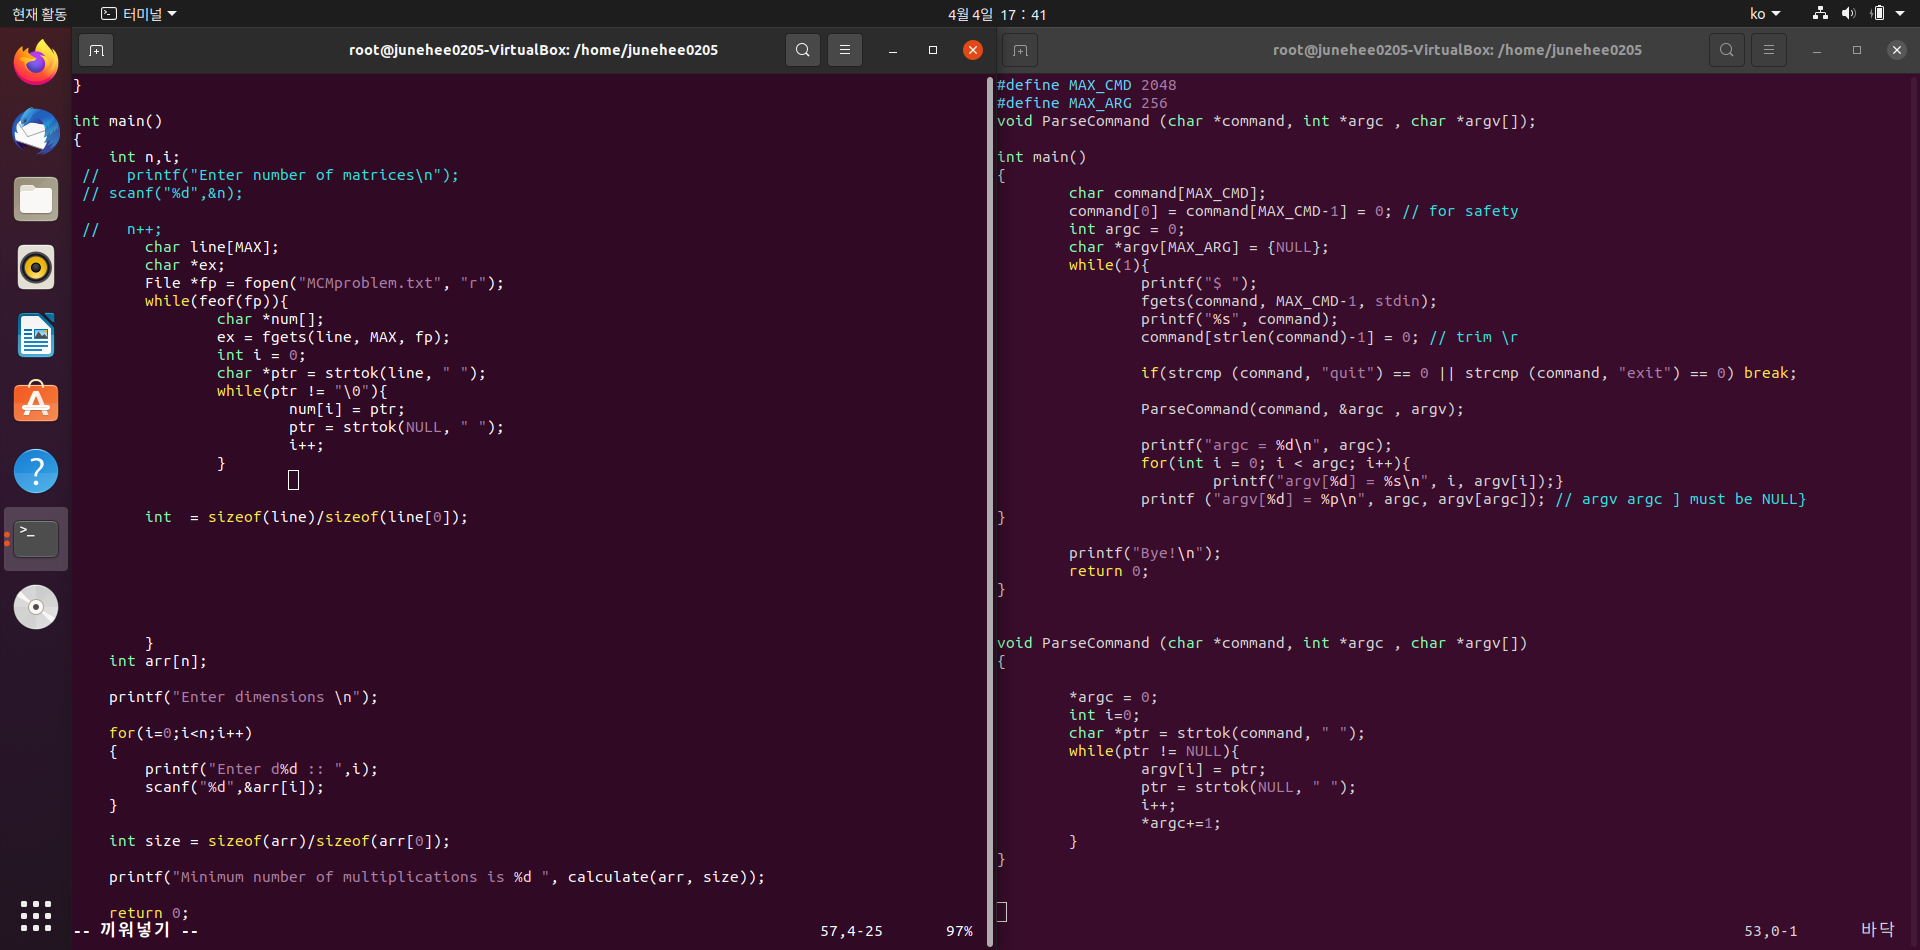 현재 활동 터미널 4월 4일 17 : 41 ko
root@junehee0205-VirtualBox: /home/junehee0205
}
int main()
{
int n,i;
// printf("Enter number of matrices\n");
// scanf("%d",&n);
// n++;
char line[MAX];
char *ex;
File *fp = fopen("MCMproblem.txt", "r");
while(feof(fp)){
char *num[];
ex = fgets(line, MAX, fp);
int i = 0;
char *ptr = strtok(line, " ");
while(ptr != "\0"){
num[i] = ptr;
ptr = strtok(NULL, " ");
i++;
}
int  = sizeof(line)/sizeof(line[0]);
}
int arr[n];
printf("Enter dimensions \n");
for(i=0;i<n;i++)
{
printf("Enter d%d :: ",i);
scanf("%d",&arr[i]);
}
int size = sizeof(arr)/sizeof(arr[0]);
printf("Minimum number of multiplications is %d ", calculate(arr, size));
return 0;
-- 끼워넣기 -- 57,4-25 97%
root@junehee0205-VirtualBox: /home/junehee0205
#define MAX_CMD 2048
#define MAX_ARG 256
void ParseCommand (char *command, int *argc , char *argv[]);
int main()
{
char command[MAX_CMD];
command[0] = command[MAX_CMD-1] = 0; // for safety
int argc = 0;
char *argv[MAX_ARG] = {NULL};
while(1){
printf("$ ");
fgets(command, MAX_CMD-1, stdin);
printf("%s", command);
command[strlen(command)-1] = 0; // trim \r
if(strcmp (command, "quit") == 0 || strcmp (command, "exit") == 0) break;
ParseCommand(command, &argc , argv);
printf("argc = %d\n", argc);
for(int i = 0; i < argc; i++){
printf("argv[%d] = %s\n", i, argv[i]);}
printf ("argv[%d] = %p\n", argc, argv[argc]); // argv argc ] must be NULL}
}
printf("Bye!\n");
return 0;
}
void ParseCommand (char *command, int *argc , char *argv[])
{
*argc = 0;
int i=0;
char *ptr = strtok(command, " ");
while(ptr != NULL){
argv[i] = ptr;
ptr = strtok(NULL, " ");
i++;
*argc+=1;
}
}
53,0-1 바닥